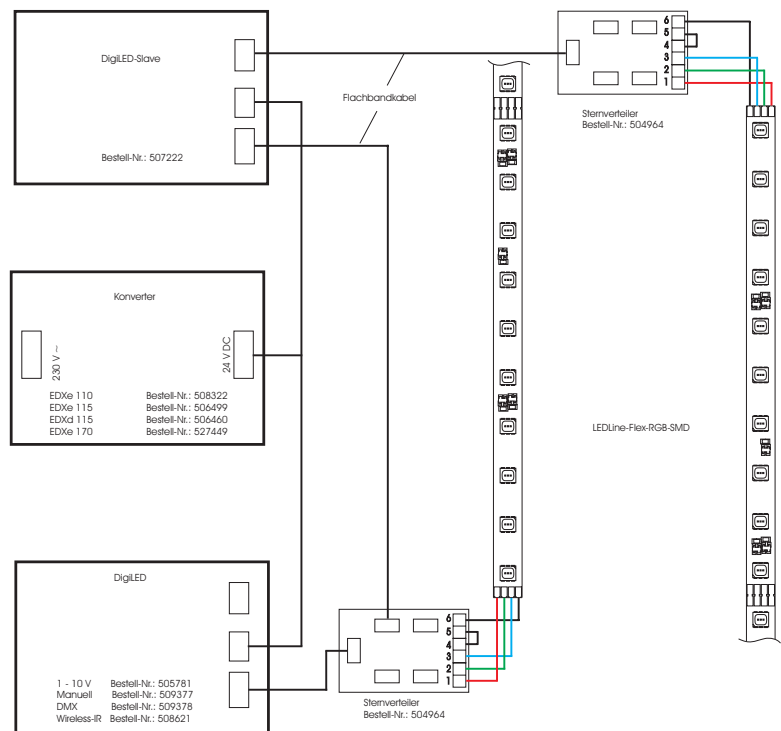 DigiLED-Slave
Bestell-Nr.: 507222
Flachbandkabel
6
5
4
3
2
1
Sternverteiler
Bestell-Nr.: 504964
Konverter
230 V ~
24 V DC
EDXe 110 Bestell-Nr.: 508322
EDXe 115 Bestell-Nr.: 506499
EDXd 115 Bestell-Nr.: 506460
EDXe 170 Bestell-Nr.: 527449
LEDLine-Flex-RGB-SMD
DigiLED
1 - 10 V Bestell-Nr.: 505781
Manuell Bestell-Nr.: 509377
DMX Bestell-Nr.: 509378
Wireless-IR Bestell-Nr.: 508621
6
5
4
3
2
1
Sternverteiler
Bestell-Nr.: 504964